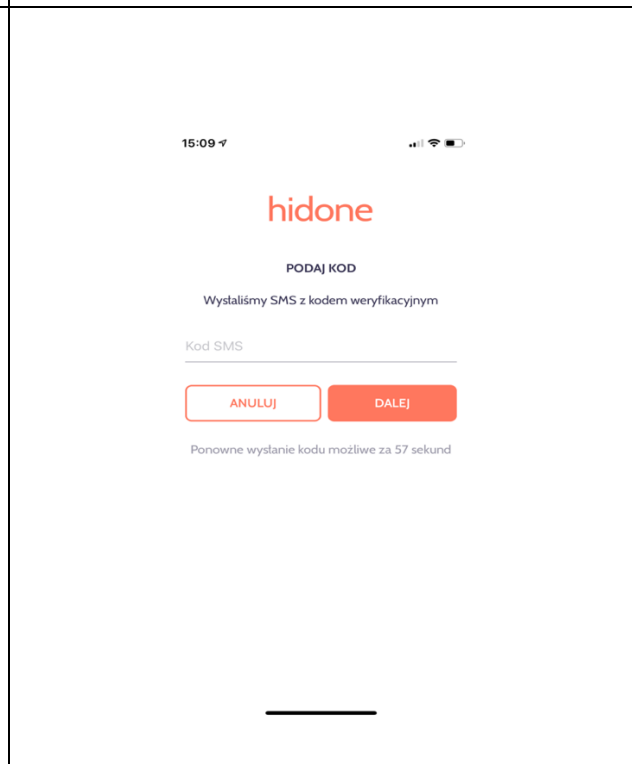 15:09
hidone
PODAJ KOD
Wysłaliśmy SMS z kodem weryfikacyjnym
Kod SMS
ANULUJ DALEJ
Ponowne wysłanie kodu możliwe za 57 sekund